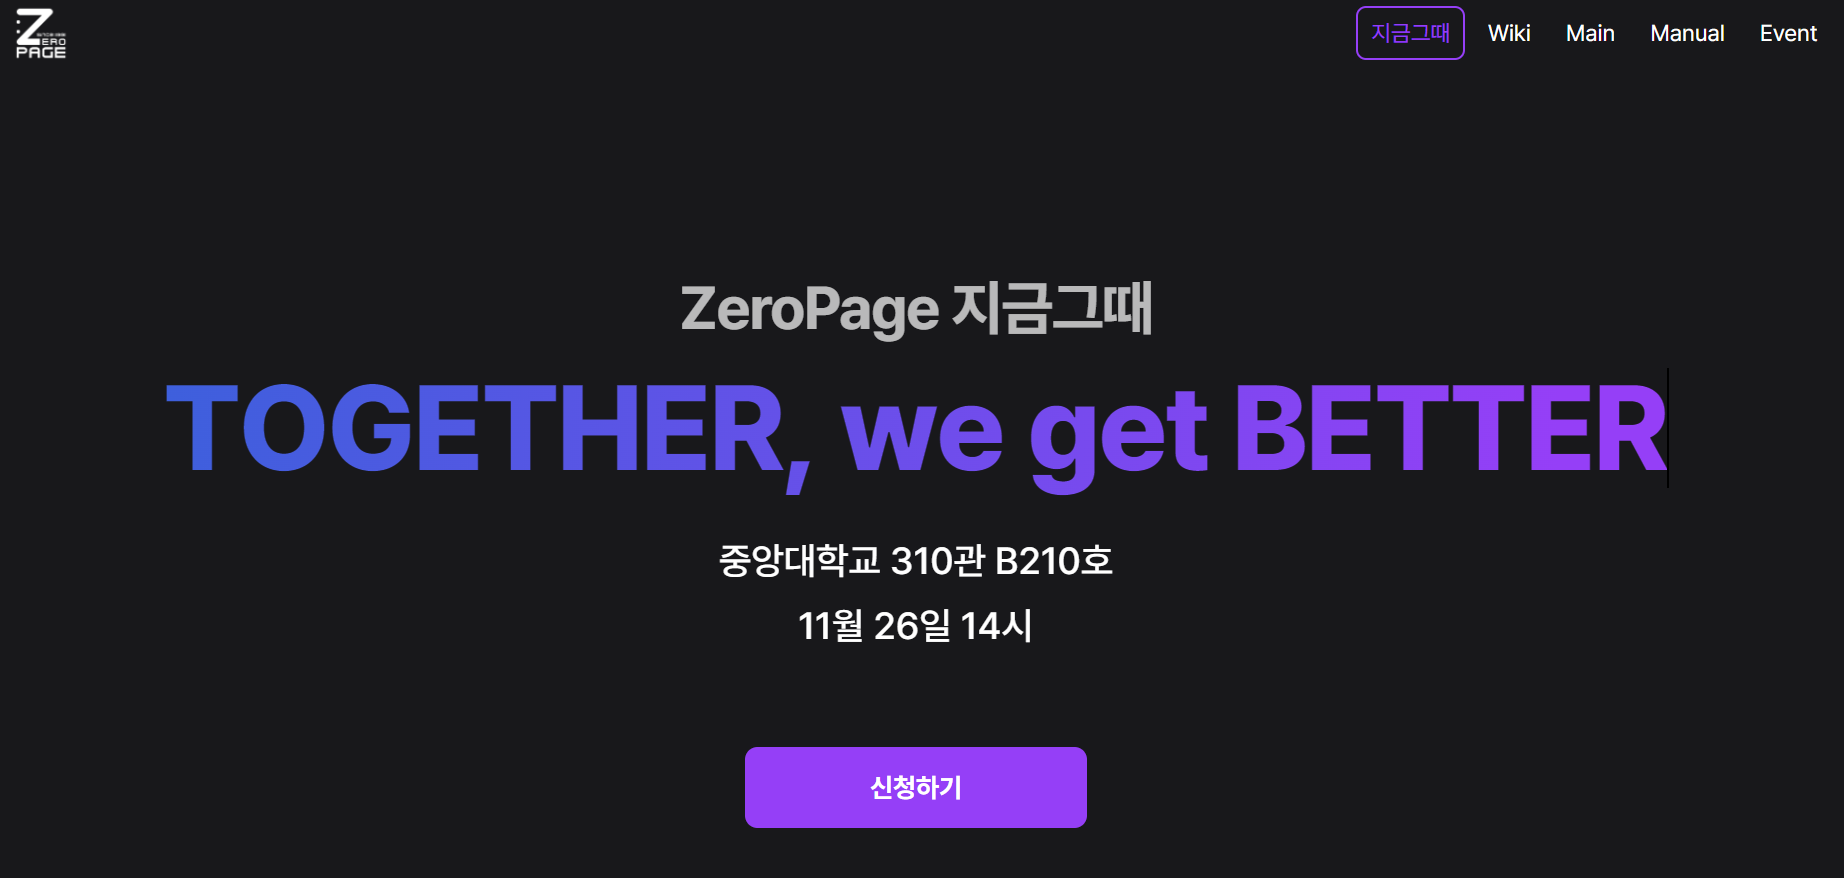 ZERO
PAGE
지금그때
Wiki
Main
Manual
Event
ZeroPage 지금그때
TOGETHER, we get BETTER
중앙대학교 310관 B210호
11월 26일 14시
신청하기